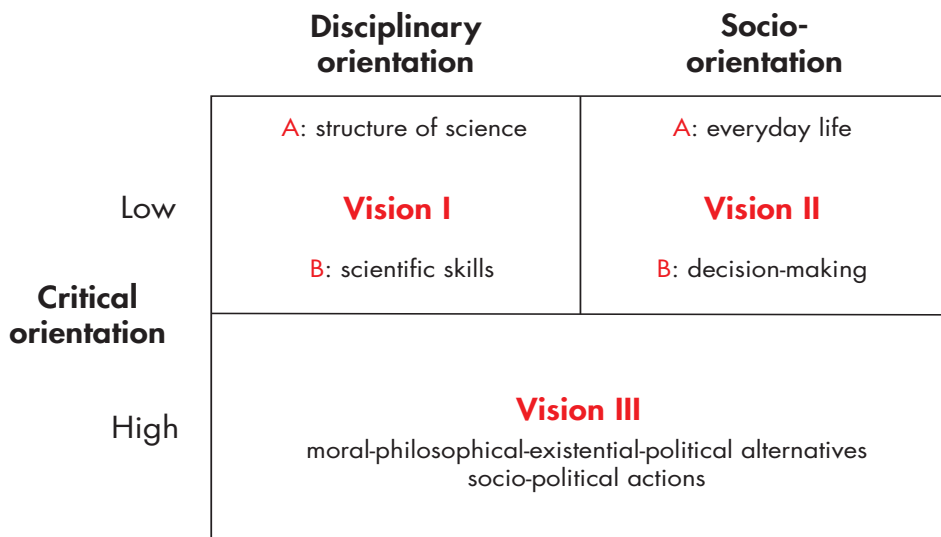 Disciplinary
orientation
Socio-
orientation
A: structure of science
A: everyday life
Low
Vision I
Vision II
B: scientific skills
B: decision-making
Critical
orientation
High
Vision III
moral-philosophical-existential-political alternatives
socio-political actions